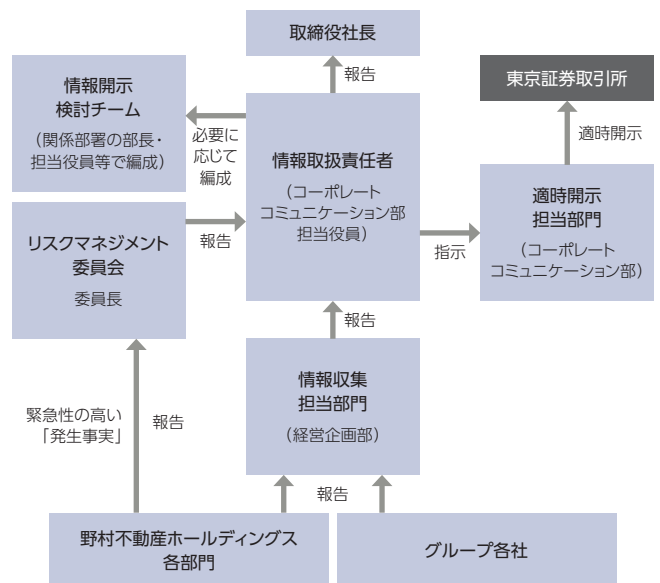 取締役社長
報告
情報開示
検討チーム
（関係部署の部長・
担当役員等で編成）
必要に
応じて
編成
情報取扱責任者
（コーポレート
コミュニケーション部
担当役員）
東京証券取引所
適時開示
適時開示
担当部門
（コーポレート
コミュニケーション部）
リスクマネジメント
委員会
委員長
報告
指示
報告
情報収集
担当部門
（経営企画部）
緊急性の高い
「発生事実」
報告
報告
野村不動産ホールディングス
各部門
グループ各社